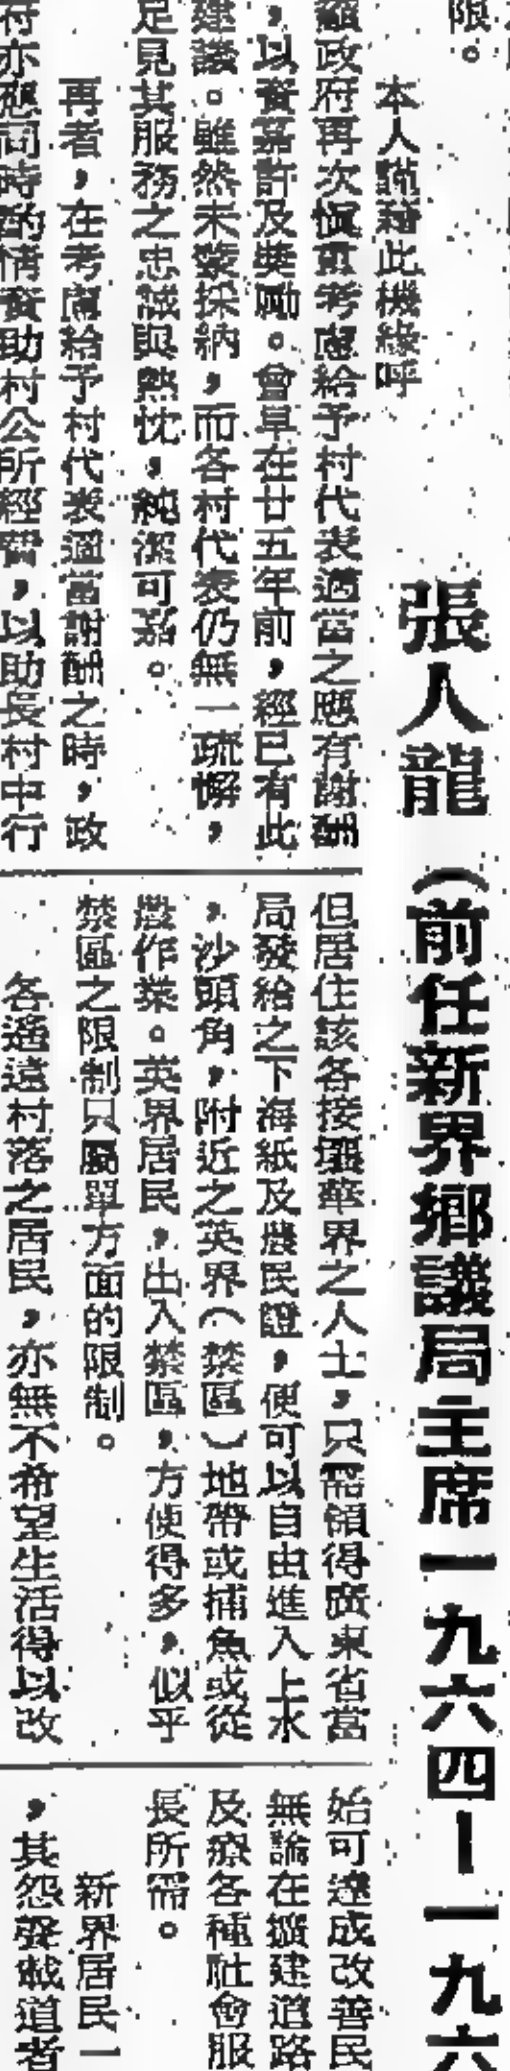 張人龍（前任新界鄉議局主席一九六四—一九六
限。
本人謹藉此機緣呼
籲政府再次慎重考慮給予村代表適當之應有謝酬
，以資嘉許及奬勵。曾早在廿五年前，經已有此
建議。雖然未蒙採納，而各村代表仍無一疏懈，
足見其服務之忠誠與熱忱，純潔可嘉。
再者，在考慮給予村代表適當謝酬之時，政
府亦應同時酌情資助村公所經費，以助長村中行
但居住該各接壤華界之人士，只需領得廣東省當
局發給之下海紙及農民證，便可以自由進入上水
，沙頭角，附近之英界（禁區）地帶或捕魚或從
農作業。英界居民，出入禁區，方便得多，似乎
禁區之限制只屬單方面的限制。
各遙遠村落之居民，亦無不希望生活得以改
始可達成改善民
無論在擴建道路
及療各種社會服
長所需。
新界居民一
，其怨聲載道者